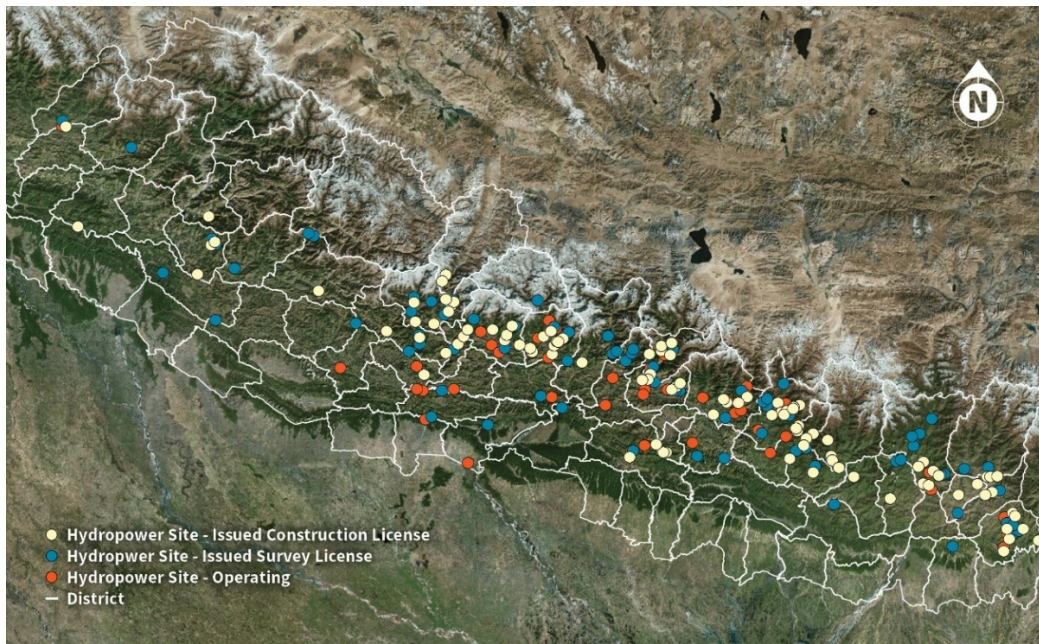 N
Hydropower Site - Issued Construction License
Hydropwer Site - Issued Survey License
Hydropower Site - Operating
District